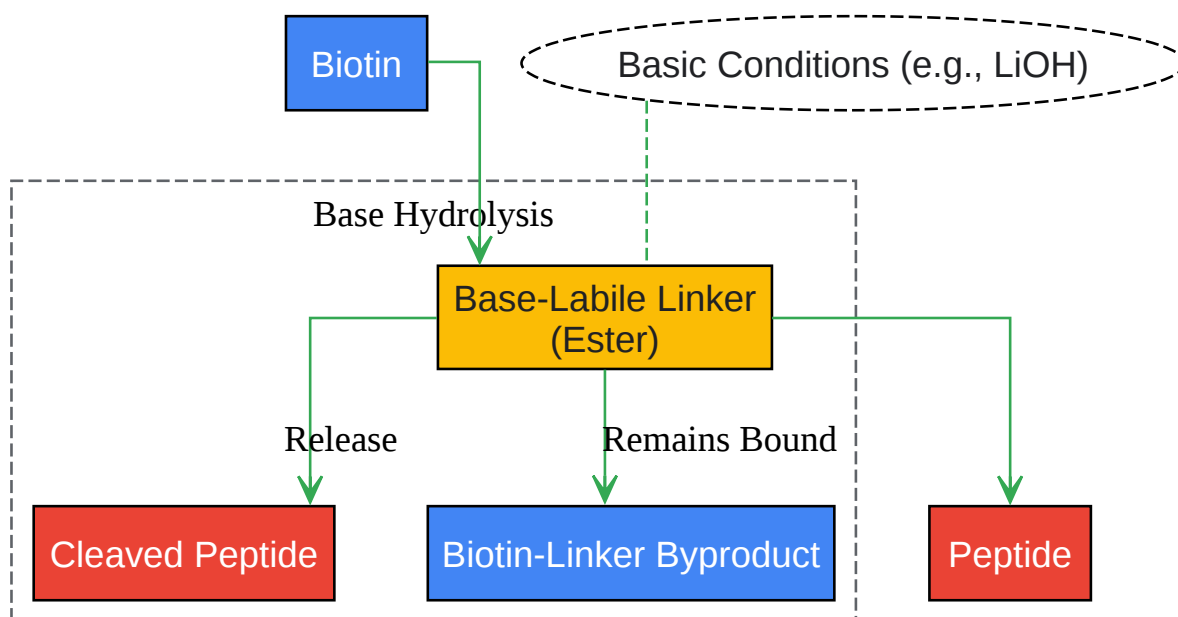 Biotin
Basic Conditions (e.g., LiOH)
Base Hydrolysis
Base-Labile Linker
(Ester)
Release
Remains Bound
Cleaved Peptide
Biotin-Linker Byproduct
Peptide